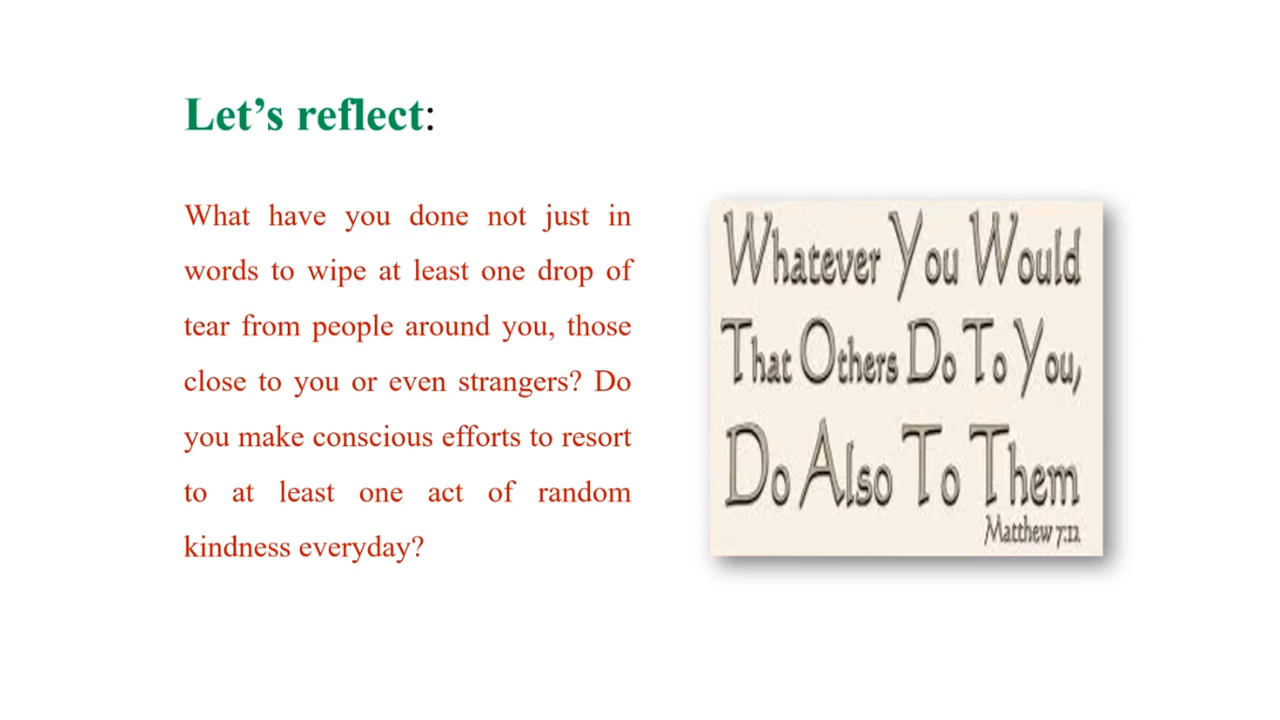 Let’s reflect:
What have you done not just in
words to wipe at least one drop of
tear from people around you, those
close to you or even strangers? Do
you make conscious efforts to resort
to at least one act of random
kindness everyday?
Whatever You Would
That Others Do To You,
Do Also To Them
Matthew 7:12